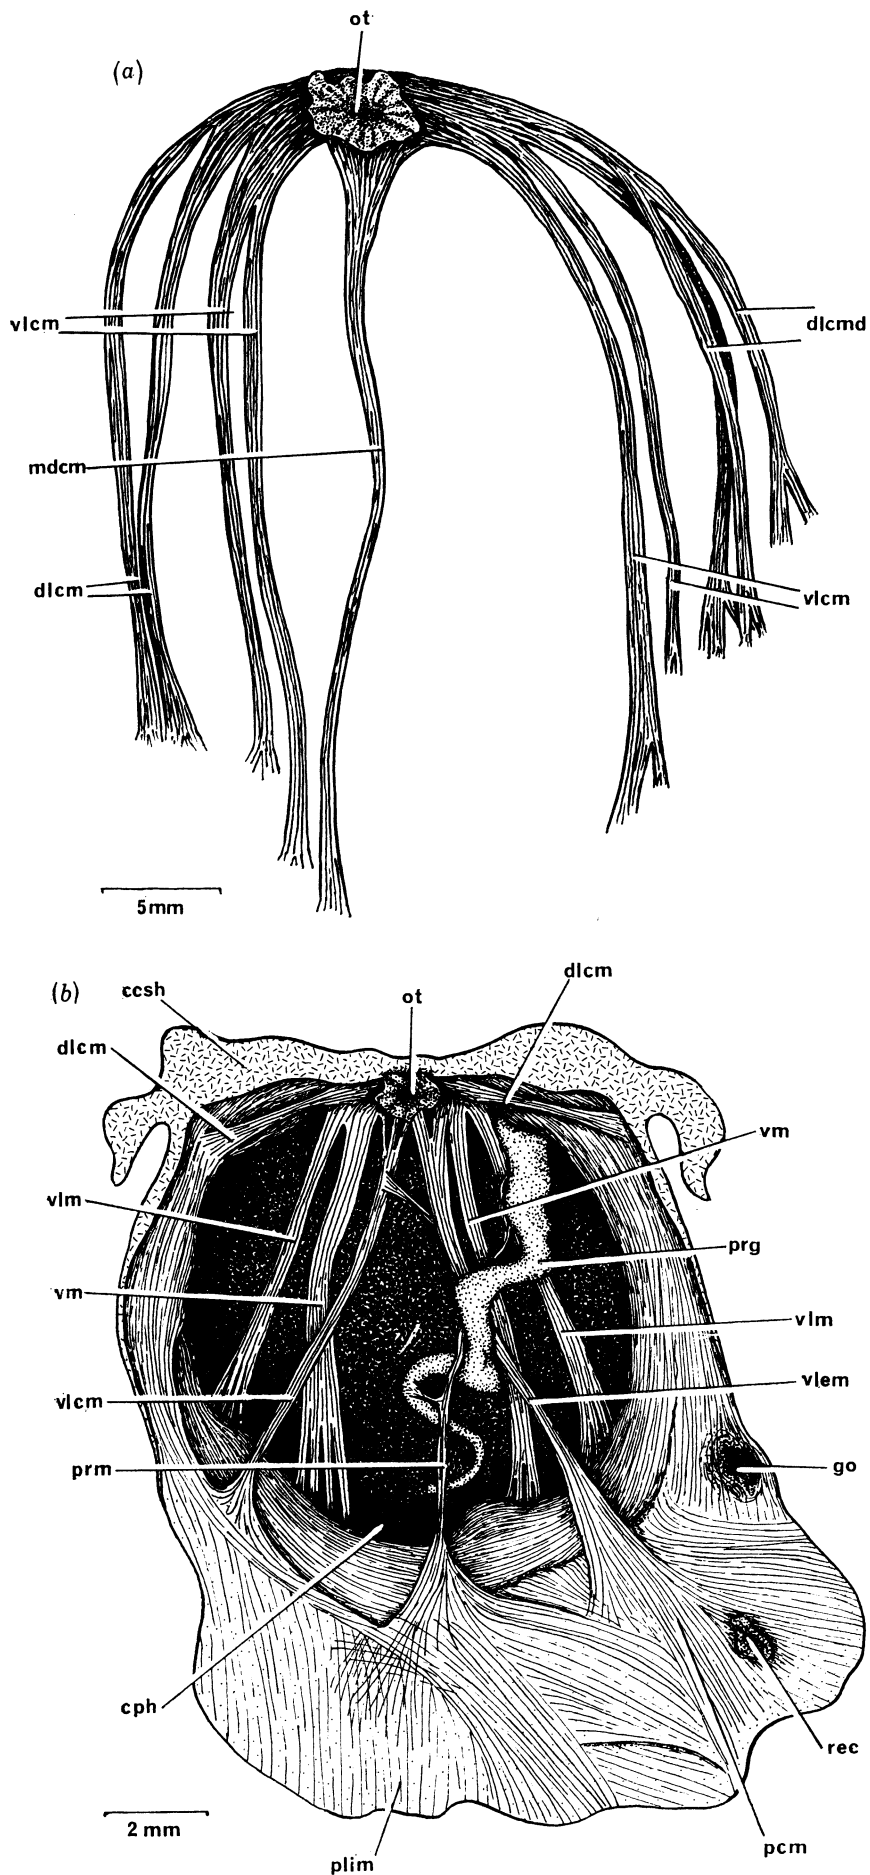 ot
(a)
vlcm
dlcmd
mdcm
dlcm
vlcm
5mm
(b)
ccsh
ot
dlcm
dlcm
vm
vlm
prg
vm
vlm
vlcm
vlem
prm
go
cph
rec
2 mm
pcm
plim